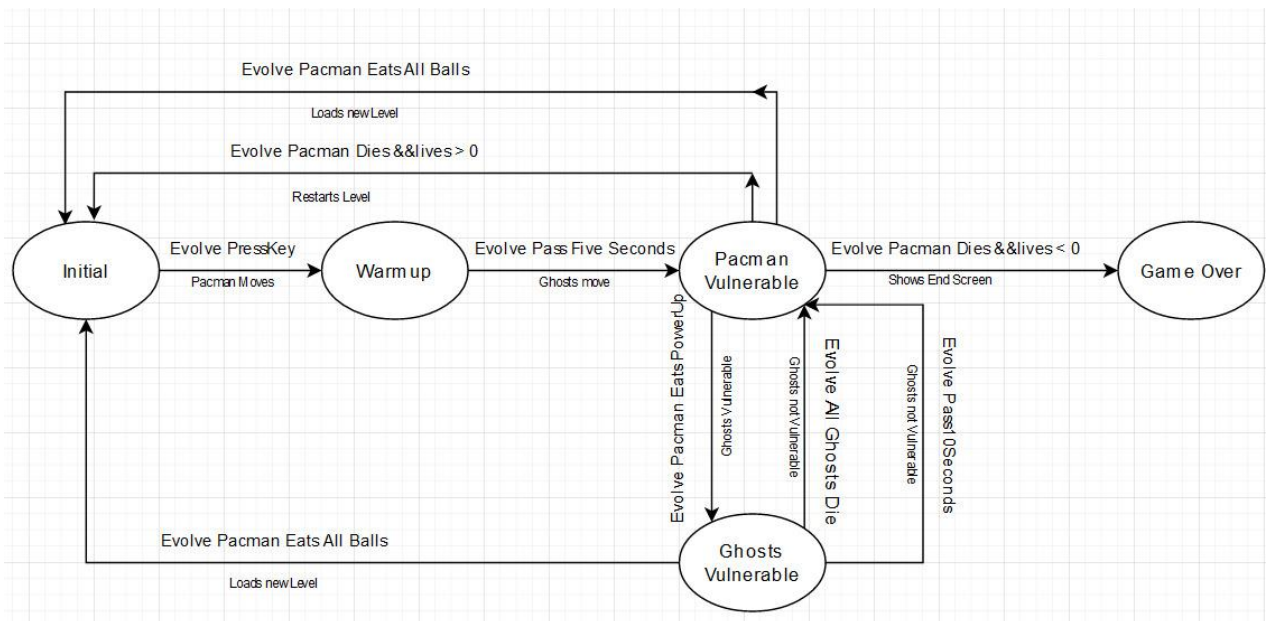 Evolve Pacman Eats All Balls
Loads new Level
Evolve Pacman Dies &&lives > 0
Restarts Level
Initial
Evolve PressKey
Pacman Moves
Warm up
Evolve Pass Five Seconds
Ghosts move
Pacman
Vulnerable
Evolve Pacman Dies &&lives < 0
Shows End Screen
Game Over
Evolve Pacman Eats PowerUp
Ghosts Vulnerable
Ghosts not Vulnerable
Evolve All Ghosts Die
Ghosts not Vulnerable
Evolve Pass10Seconds
Evolve Pacman Eats All Balls
Loads new Level
Ghosts
Vulnerable